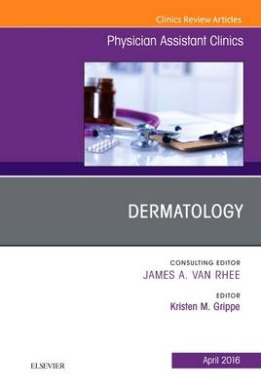 Clinics Review Articles
Physician Assistant Clinics
DERMATOLOGY
CONSULTING EDITOR
JAMES A. VAN RHEE
EDITOR
Kristen M. Grippe
ELSEVIER
April 2016